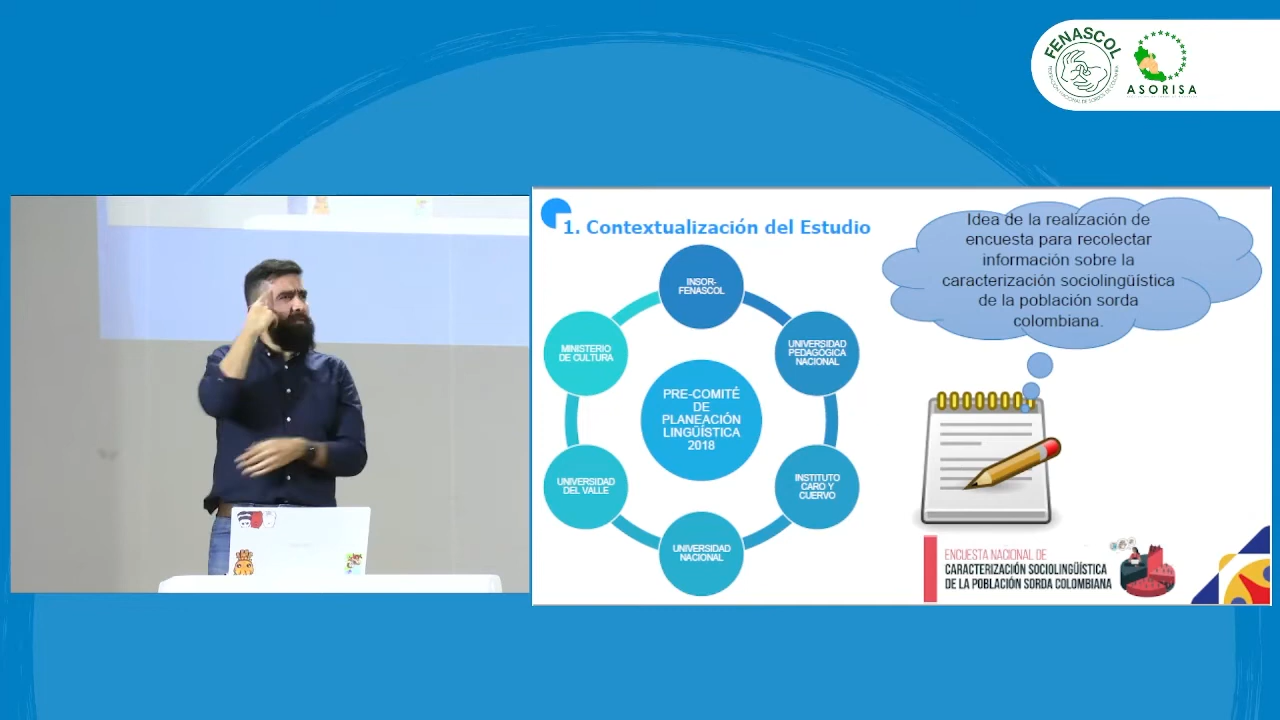 FENASCOL
ASORISA
1. Contextualización del Estudio
INSOR-
FENASCOL
UNIVERSIDAD
PEDAGÓGICA
NACIONAL
INSTITUTO
CARO Y
CUERVO
UNIVERSIDAD
NACIONAL
UNIVERSIDAD
DEL VALLE
MINISTERIO
DE CULTURA
PRE-COMITÉ
DE
PLANEACIÓN
LINGÜÍSTICA
2018
Idea de la realización de
encuesta para recolectar
información sobre la
caracterización sociolingüística
de la población sorda
colombiana.
ENCUESTA NACIONAL DE
CARACTERIZACIÓN SOCIOLINGÜÍSTICA
DE LA POBLACIÓN SORDA COLOMBIANA